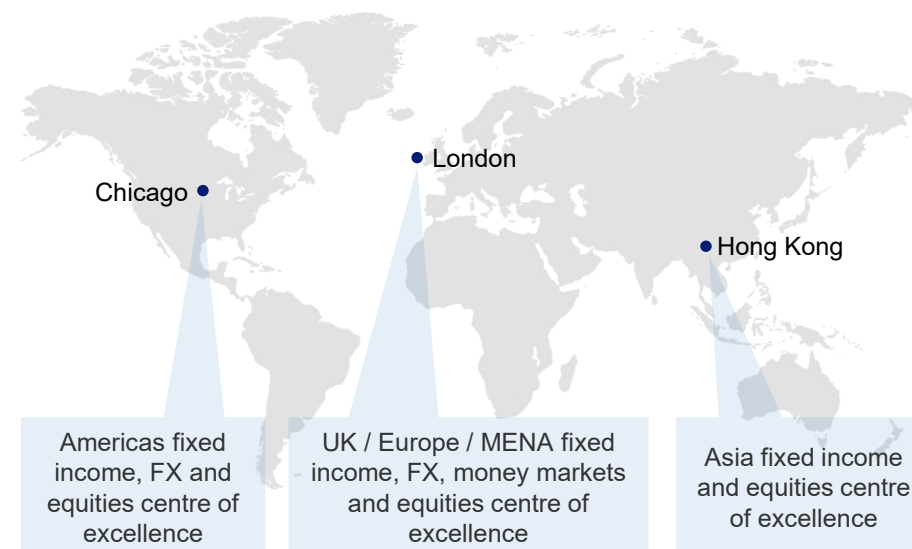 London
Chicago
Hong Kong
Americas fixed
income, FX and
equities centre of
excellence
UK / Europe / MENA fixed
income, FX, money markets
and equities centre of
excellence
Asia fixed income
and equities centre
of excellence